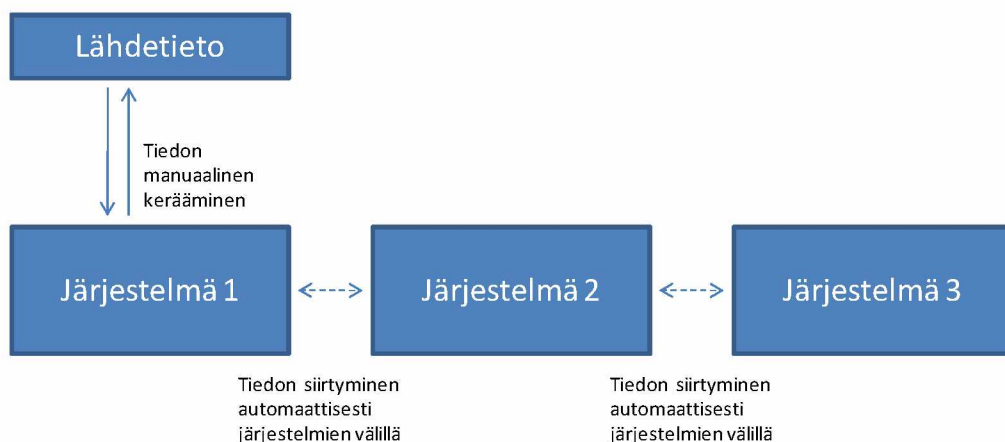 Lähdetieto
Tiedon
manuaalinen
kerääminen
Järjestelmä 1
Järjestelmä 2
Järjestelmä 3
Tiedon siirtyminen
automaattisesti
järjestelmien välillä
Tiedon siirtyminen
automaattisesti
järjestelmien välillä